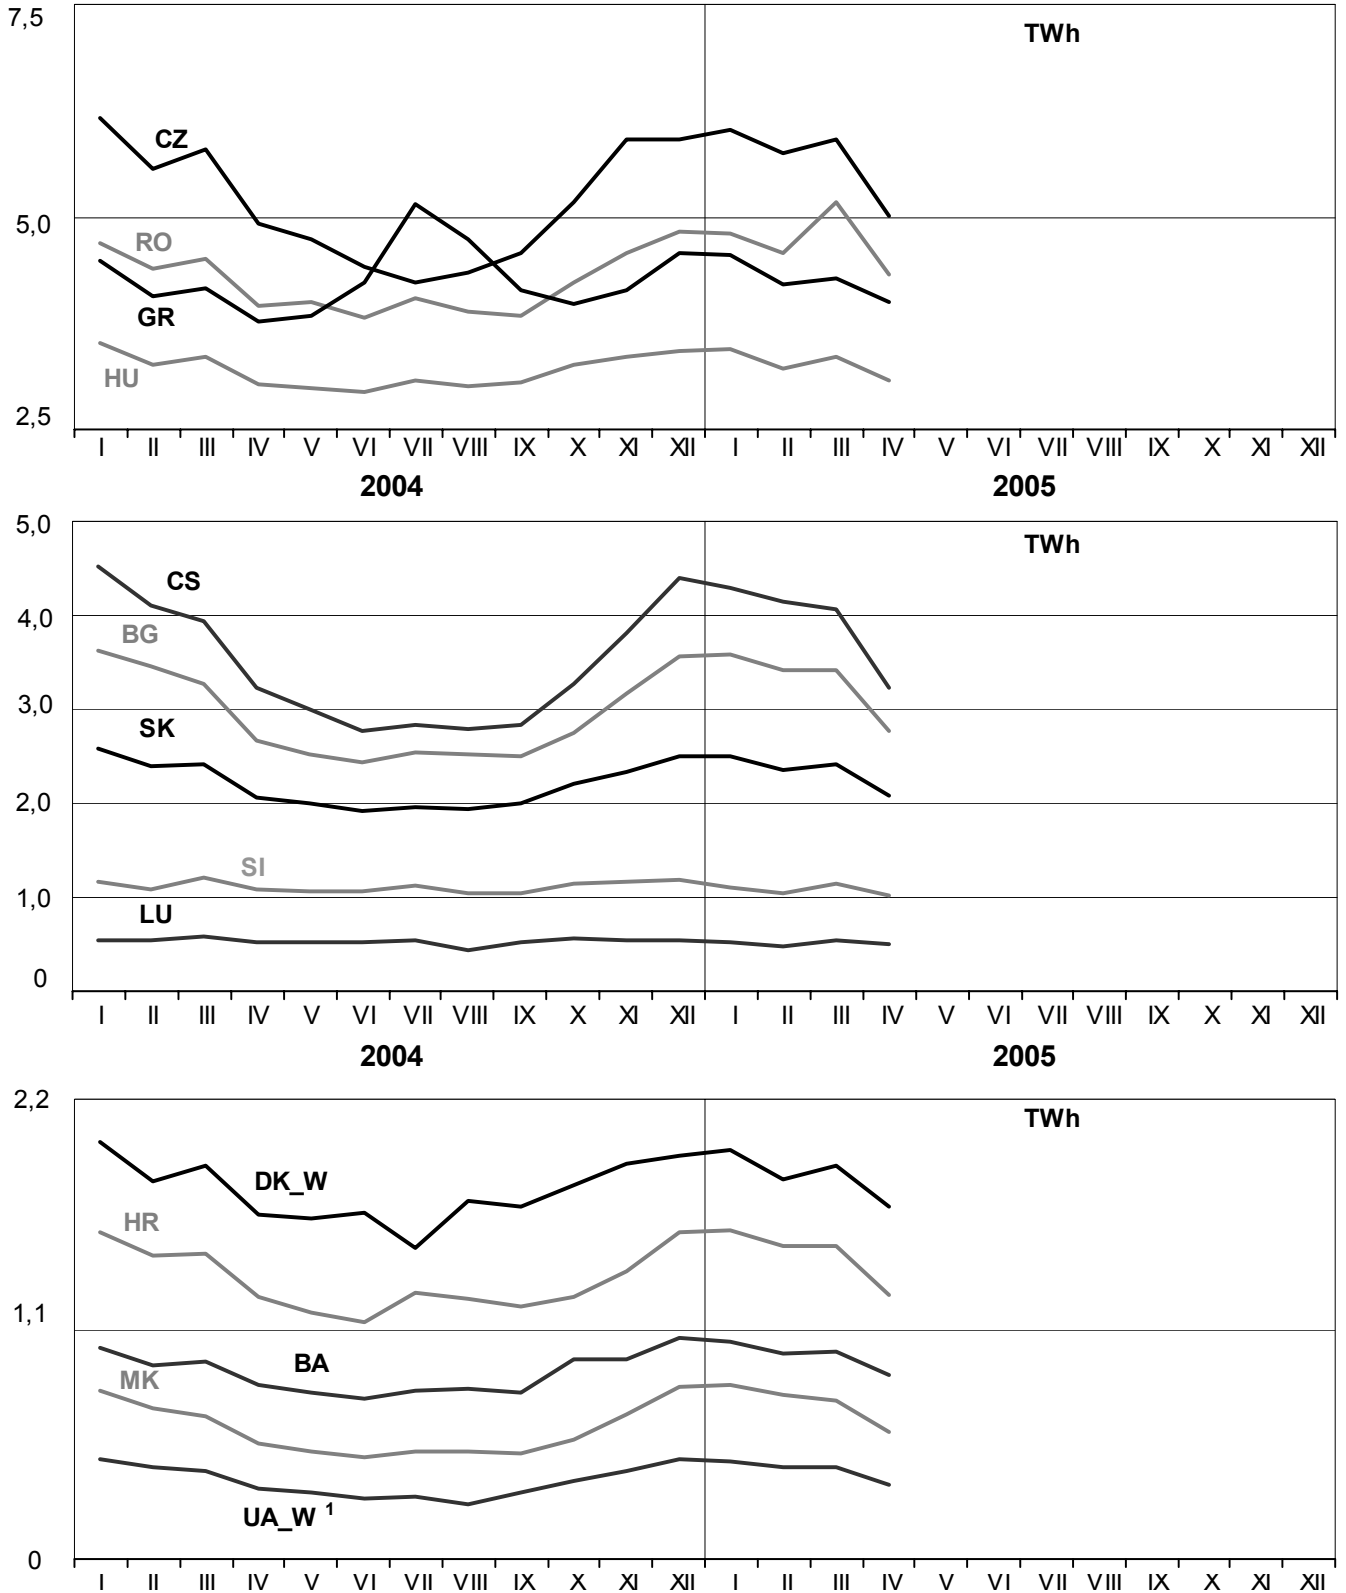 7,5
TWh
CZ
5,0
RO
GR
HU
2,5
I II III IV V VI VII VIII IX X XI XII I II III IV V VI VII VIII IX X XI XII
2004 2005
5,0
TWh
CS
4,0
BG
3,0
SK
2,0
SI
1,0
LU
0
I II III IV V VI VII VIII IX X XI XII I II III IV V VI VII VIII IX X XI XII
2004 2005
2,2
TWh
DK_W
HR
1,1
BA
MK
UA_W ¹
0
I II III IV V VI VII VIII IX X XI XII I II III IV V VI VII VIII IX X XI XII